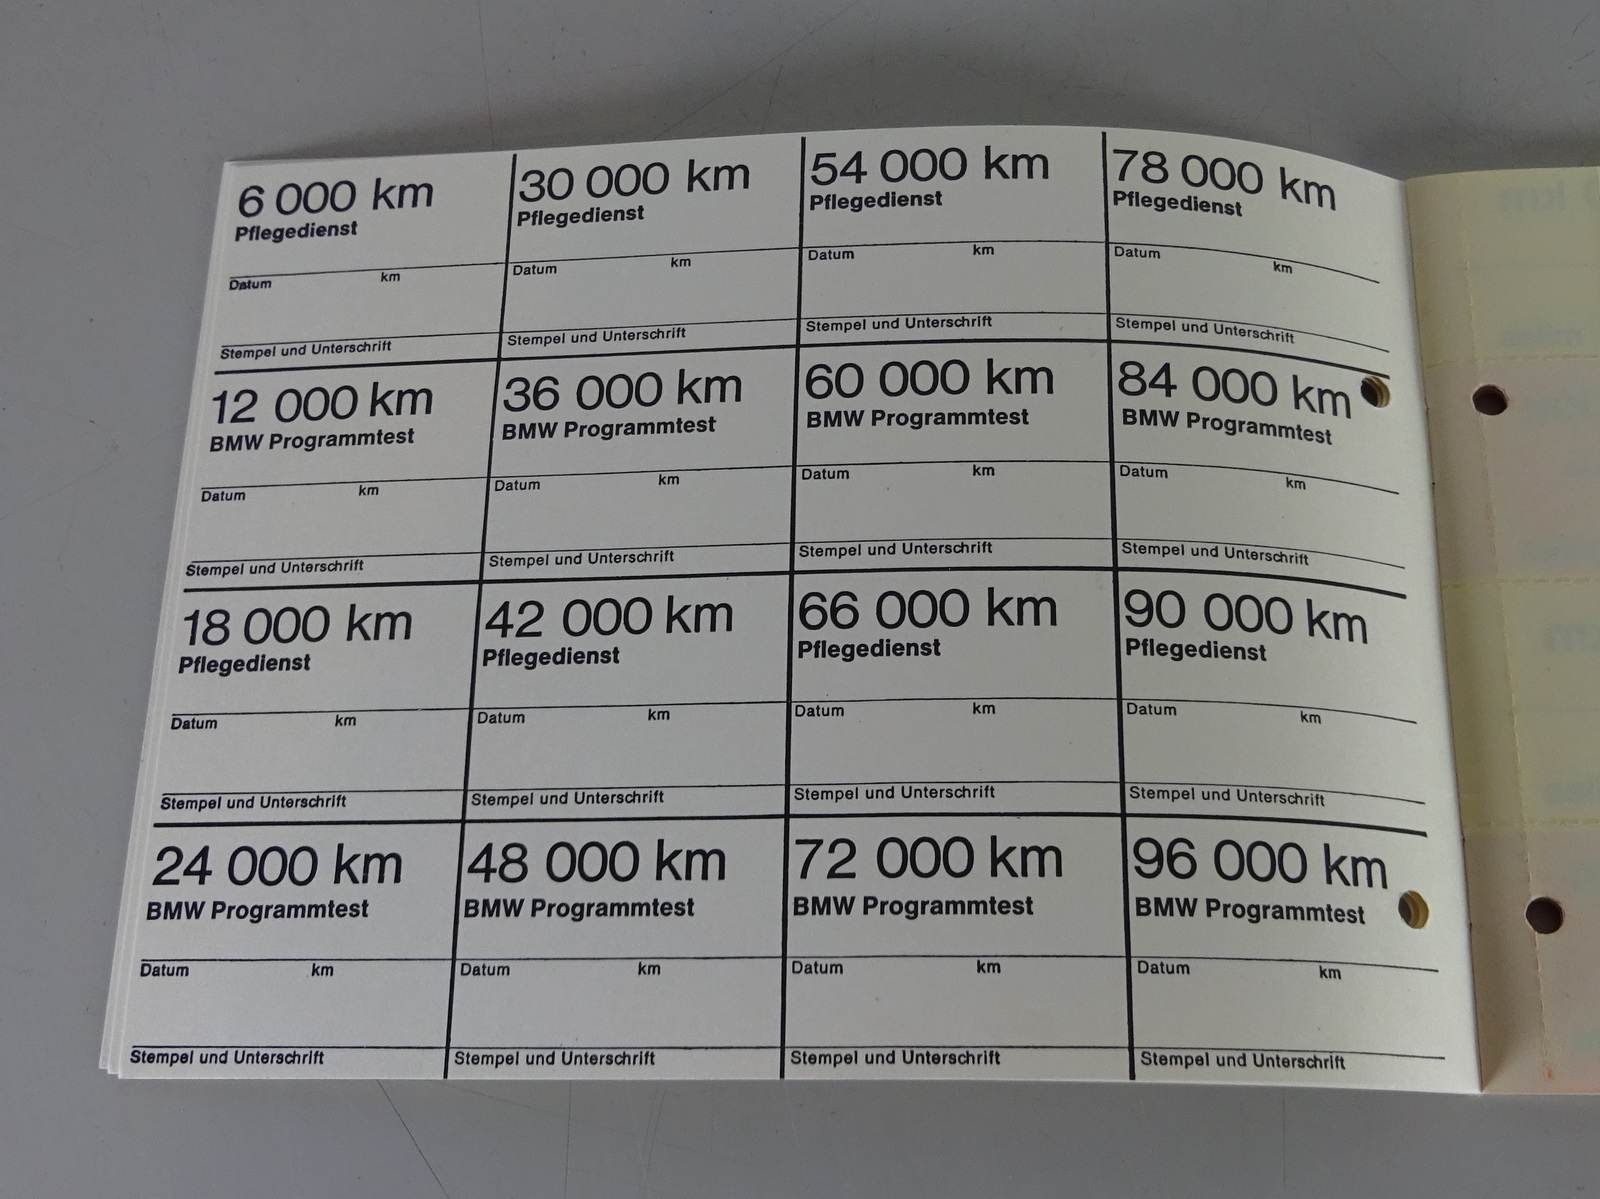 6 000 km
Pflegedienst
Datum km
Stempel und Unterschrift
12 000 km
BMW Programmtest
Datum km
Stempel und Unterschrift
18 000 km
Pflegedienst
Datum km
Stempel und Unterschrift
24 000 km
BMW Programmtest
Datum km
Stempel und Unterschrift
30 000 km
Pflegedienst
Datum km
Stempel und Unterschrift
36 000 km
BMW Programmtest
Datum km
Stempel und Unterschrift
42 000 km
Pflegedienst
Datum km
Stempel und Unterschrift
48 000 km
BMW Programmtest
Datum km
Stempel und Unterschrift
54 000 km
Pflegedienst
Datum km
Stempel und Unterschrift
60 000 km
BMW Programmtest
Datum km
Stempel und Unterschrift
66 000 km
Pflegedienst
Datum km
Stempel und Unterschrift
72 000 km
BMW Programmtest
Datum km
Stempel und Unterschrift
78 000 km
Pflegedienst
Datum km
Stempel und Unterschrift
84 000 km
BMW Programmtest
Datum km
Stempel und Unterschrift
90 000 km
Pflegedienst
Datum km
Stempel und Unterschrift
96 000 km
BMW Programmtest
Datum km
Stempel und Unterschrift